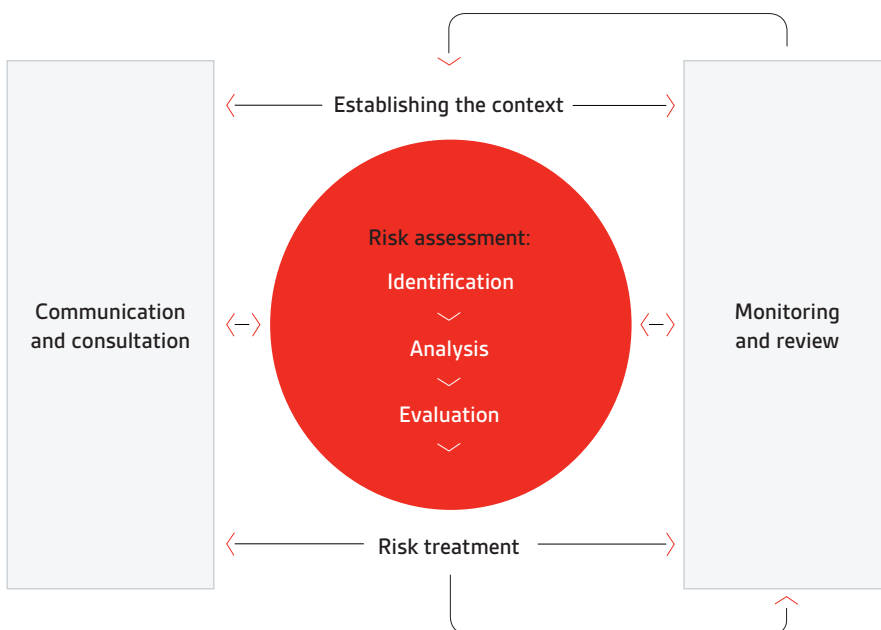 Establishing the context
Risk assessment:
Identification
Analysis
Evaluation
Communication
and consultation
Monitoring
and review
Risk treatment